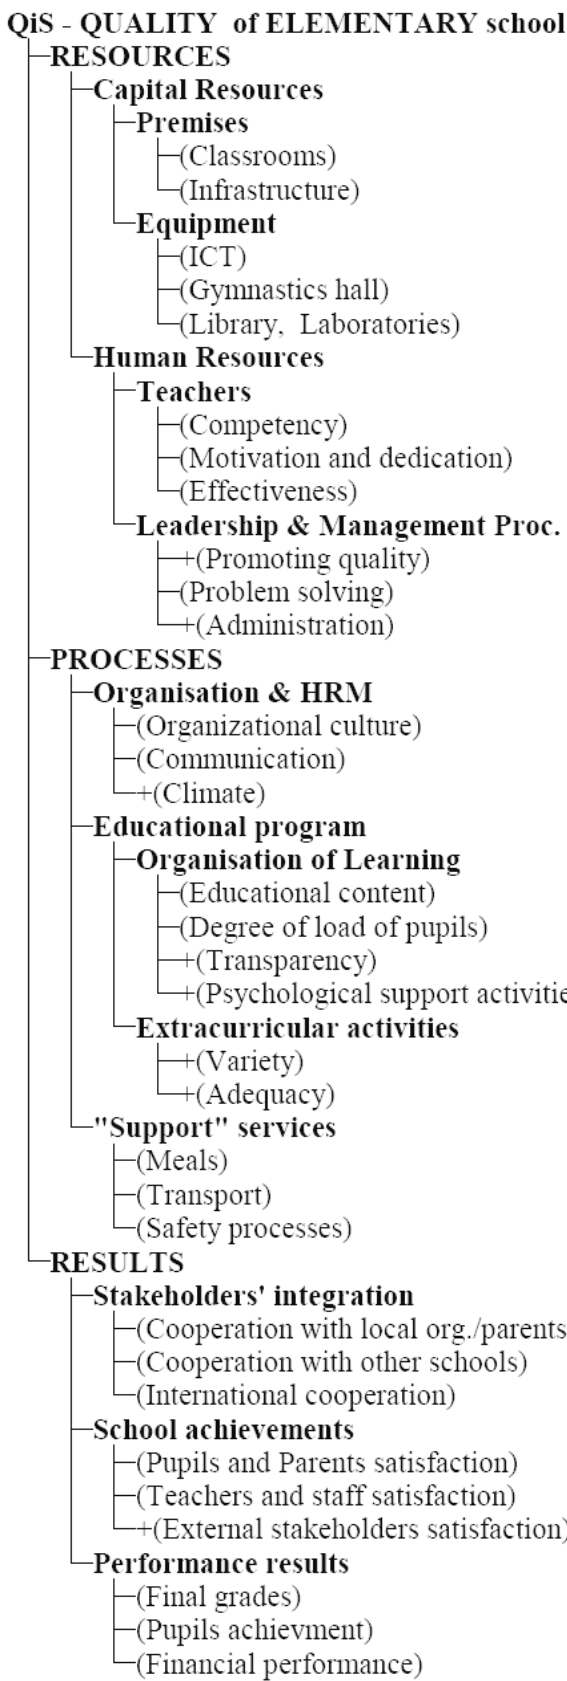 QiS - QUALITY of ELEMENTARY school
RESOURCES
Capital Resources
Premises
(Classrooms)
(Infrastructure)
Equipment
(ICT)
(Gymnastics hall)
(Library, Laboratories)
Human Resources
Teachers
(Competency)
(Motivation and dedication)
(Effectiveness)
Leadership & Management Proc.
+(Promoting quality)
(Problem solving)
+(Administration)
PROCESSES
Organisation & HRM
(Organizational culture)
(Communication)
+(Climate)
Educational program
Organisation of Learning
(Educational content)
(Degree of load of pupils)
+(Transparency)
+(Psychological support activitie
Extracurricular activities
+(Variety)
+(Adequacy)
"Support" services
(Meals)
(Transport)
(Safety processes)
RESULTS
Stakeholders' integration
(Cooperation with local org./parents
(Cooperation with other schools)
(International cooperation)
School achievements
(Pupils and Parents satisfaction)
(Teachers and staff satisfaction)
+(External stakeholders satisfaction)
Performance results
(Final grades)
(Pupils achievment)
(Financial performance)